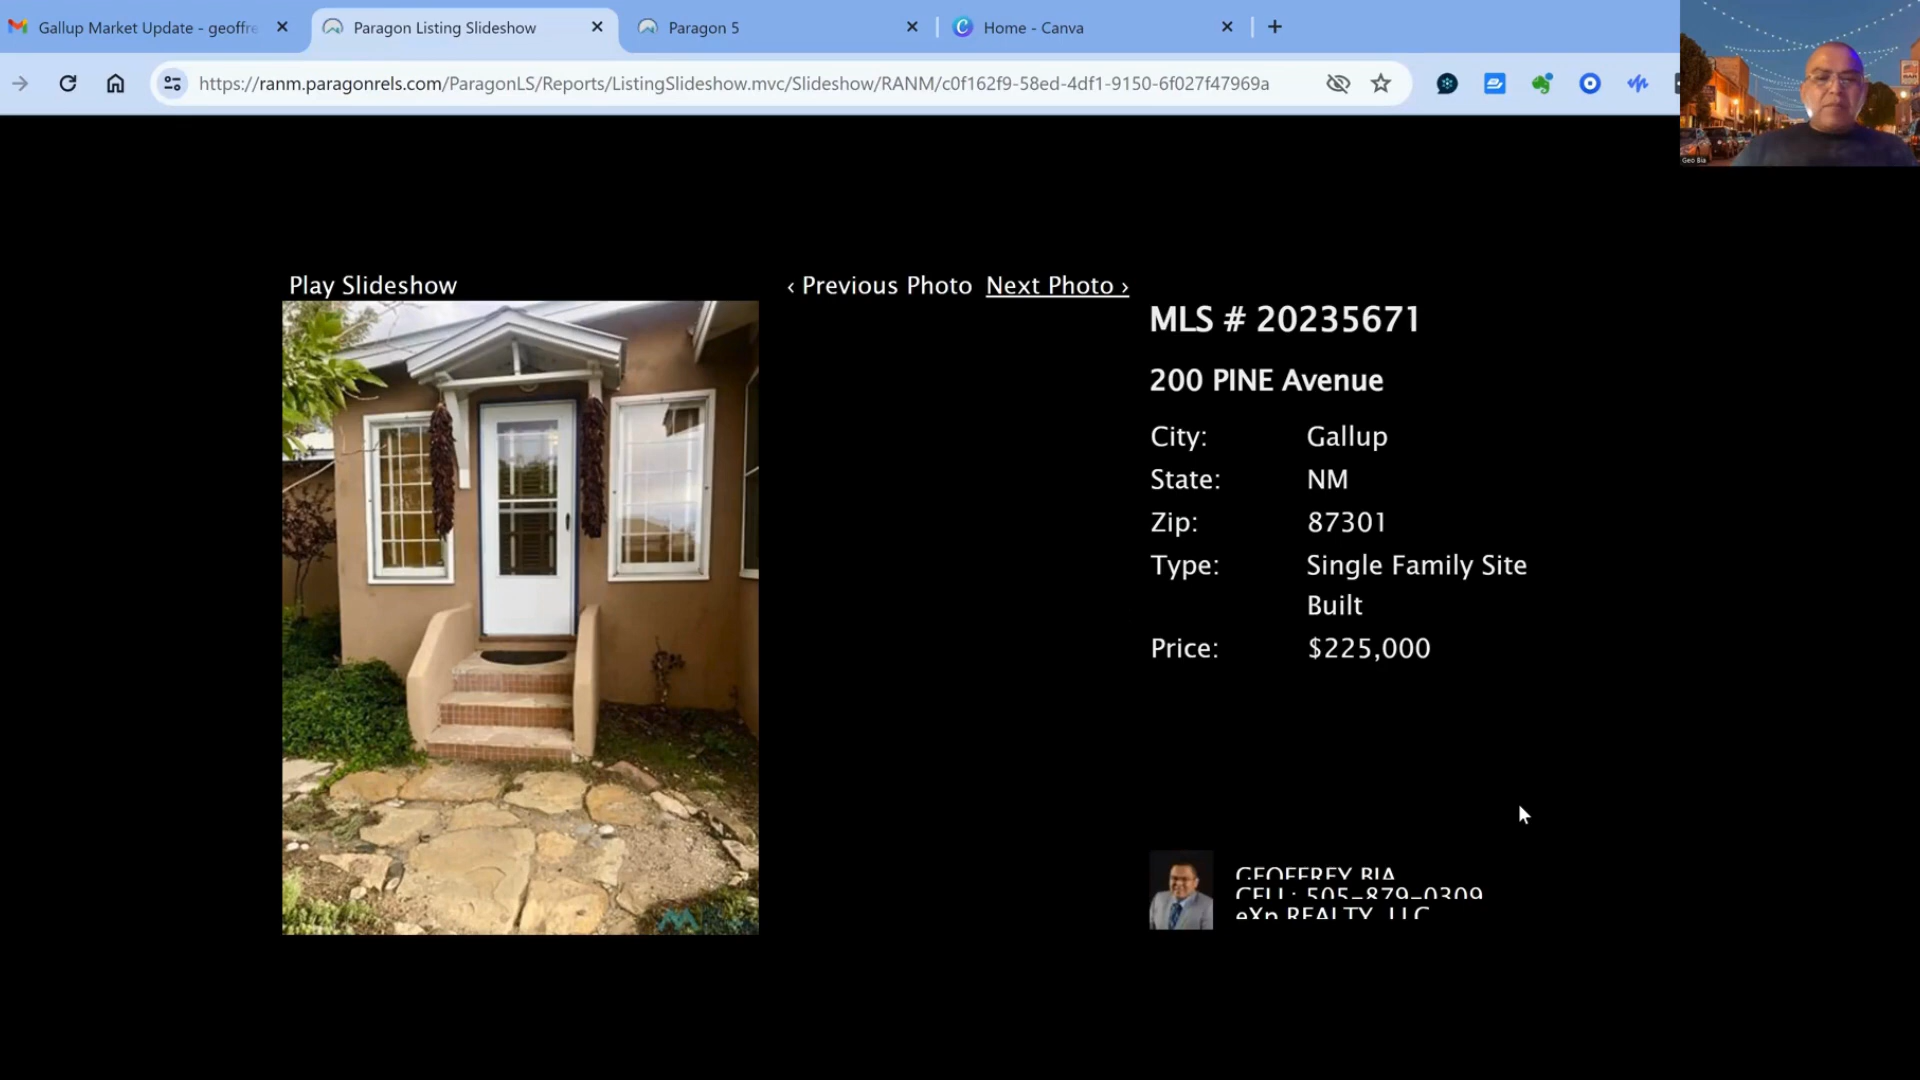 Gallup Market Update - geoffre
Paragon Listing Slideshow
Paragon 5
Home - Canva
https://ranm.paragonrels.com/ParagonLS/Reports/ListingSlideshow.mvc/Slideshow/RANM/c0f162f9-58ed-4df1-9150-6f027f47969a
Geo Bia
Play Slideshow
‹ Previous Photo Next Photo ›
MLS # 20235671
200 PINE Avenue
City: Gallup
State: NM
Zip: 87301
Type: Single Family Site
Built
Price: $225,000
GEOFFREY BIA
CELL: 505-879-0309
eXp REALTY, LLC